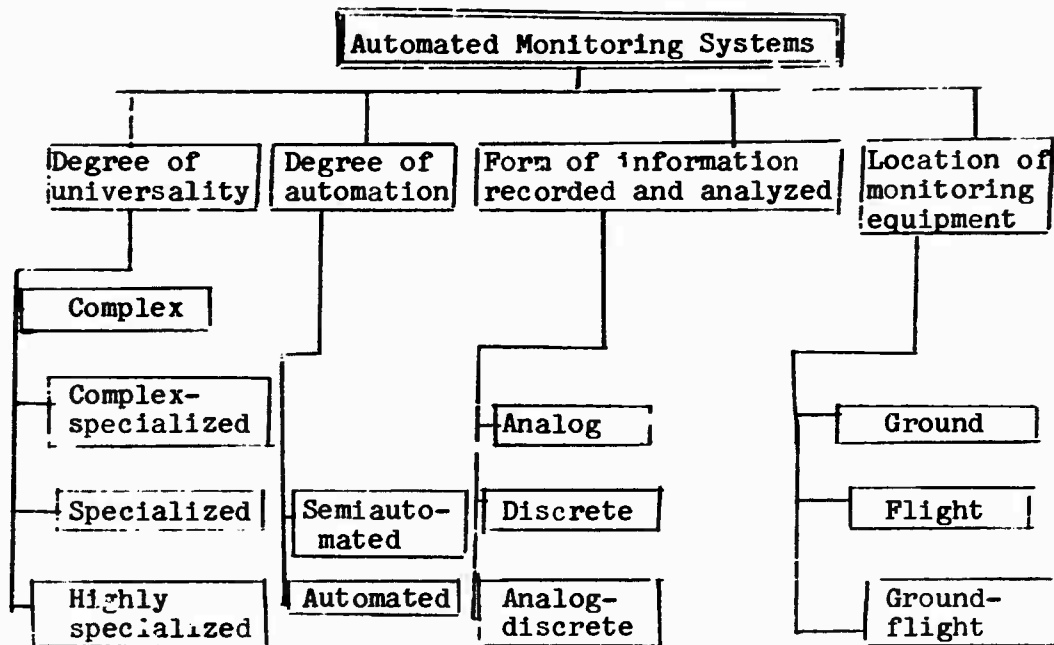 Automated Monitoring Systems
Degree of
universality
Degree of
automation
Form of information
recorded and analyzed
Location of
monitoring
equipment
Complex
Complex-
specialized
Specialized
Highly
specialized
Semiauto-
mated
Automated
Analog
Discrete
Analog-
discrete
Ground
Flight
Ground-
flight